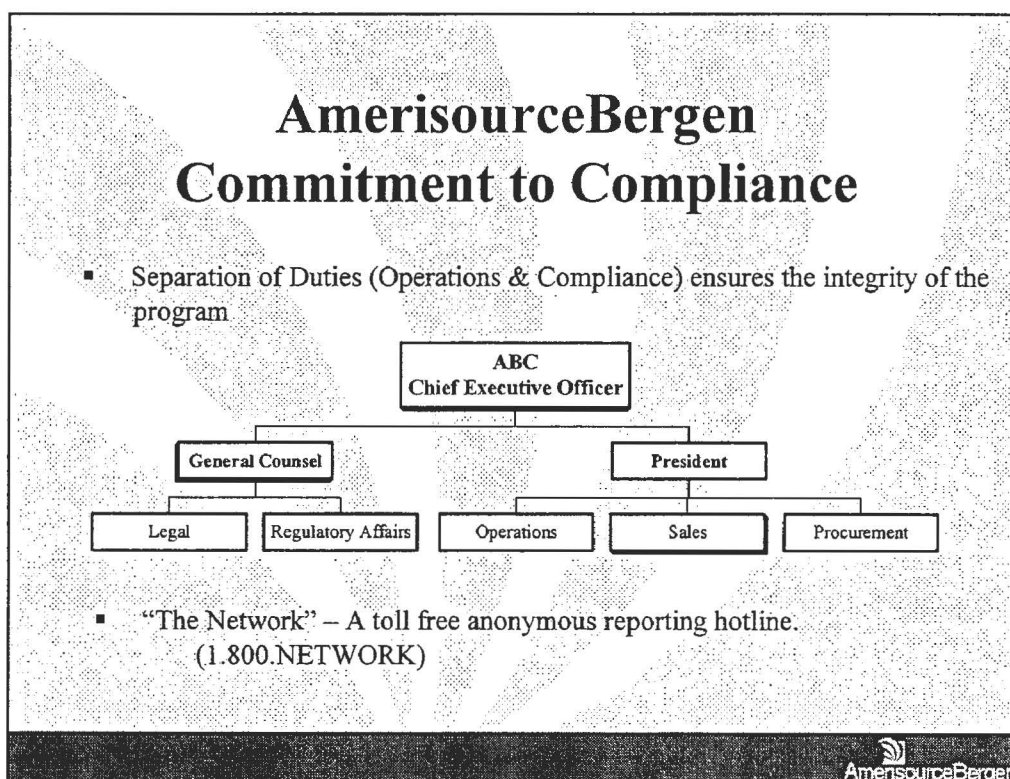 AmerisourceBergen
Commitment to Compliance
▪ Separation of Duties (Operations & Compliance) ensures the integrity of the
program
ABC
Chief Executive Officer
General Counsel
President
Legal
Regulatory Affairs
Operations
Sales
Procurement
▪ “The Network” – A toll free anonymous reporting hotline.
(1.800.NETWORK)
AmerisourceBergen